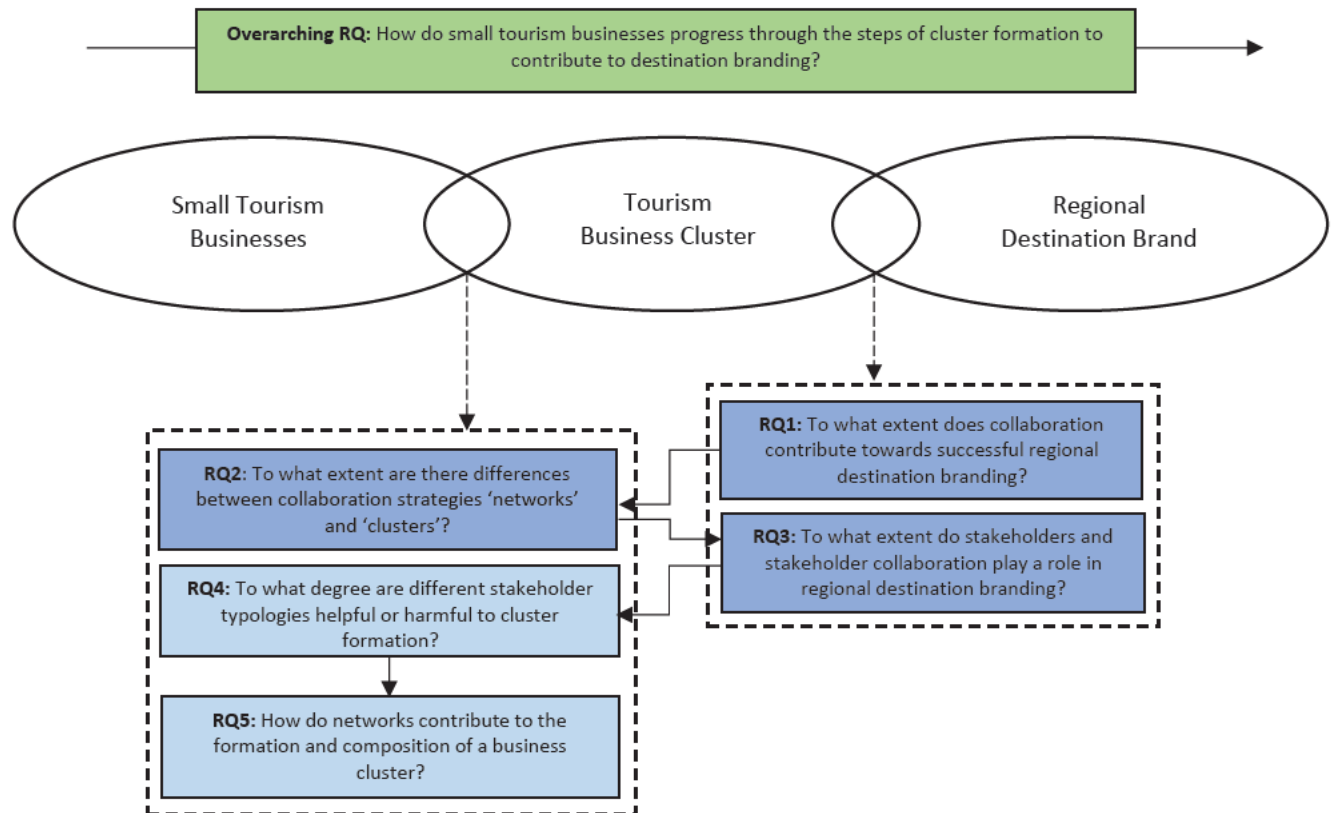 Overarching RQ: How do small tourism businesses progress through the steps of cluster formation to
contribute to destination branding?
Small Tourism
Businesses
Tourism
Business Cluster
Regional
Destination Brand
RQ1: To what extent does collaboration
contribute towards successful regional
destination branding?
RQ2: To what extent are there differences
between collaboration strategies ‘networks’
and ‘clusters’?
RQ3: To what extent do stakeholders and
stakeholder collaboration play a role in
regional destination branding?
RQ4: To what degree are different stakeholder
typologies helpful or harmful to cluster
formation?
RQ5: How do networks contribute to the
formation and composition of a business
cluster?